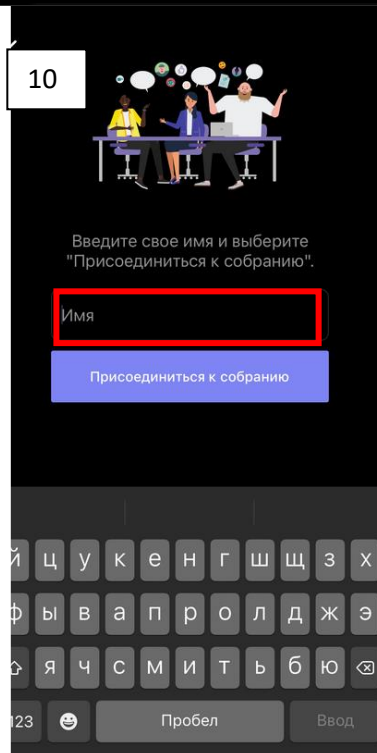 10
Введите свое имя и выберите
"Присоединиться к собранию".
Имя
Присоединиться к собранию
й ц у к е н г ш щ з х
ф ы в а п р о л д ж э
я ч с м и т ь б ю
123 Пробел Ввод